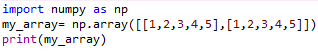 import numpy as np
my_array= np.array([[1,2,3,4,5],[1,2,3,4,5]])
print(my_array)